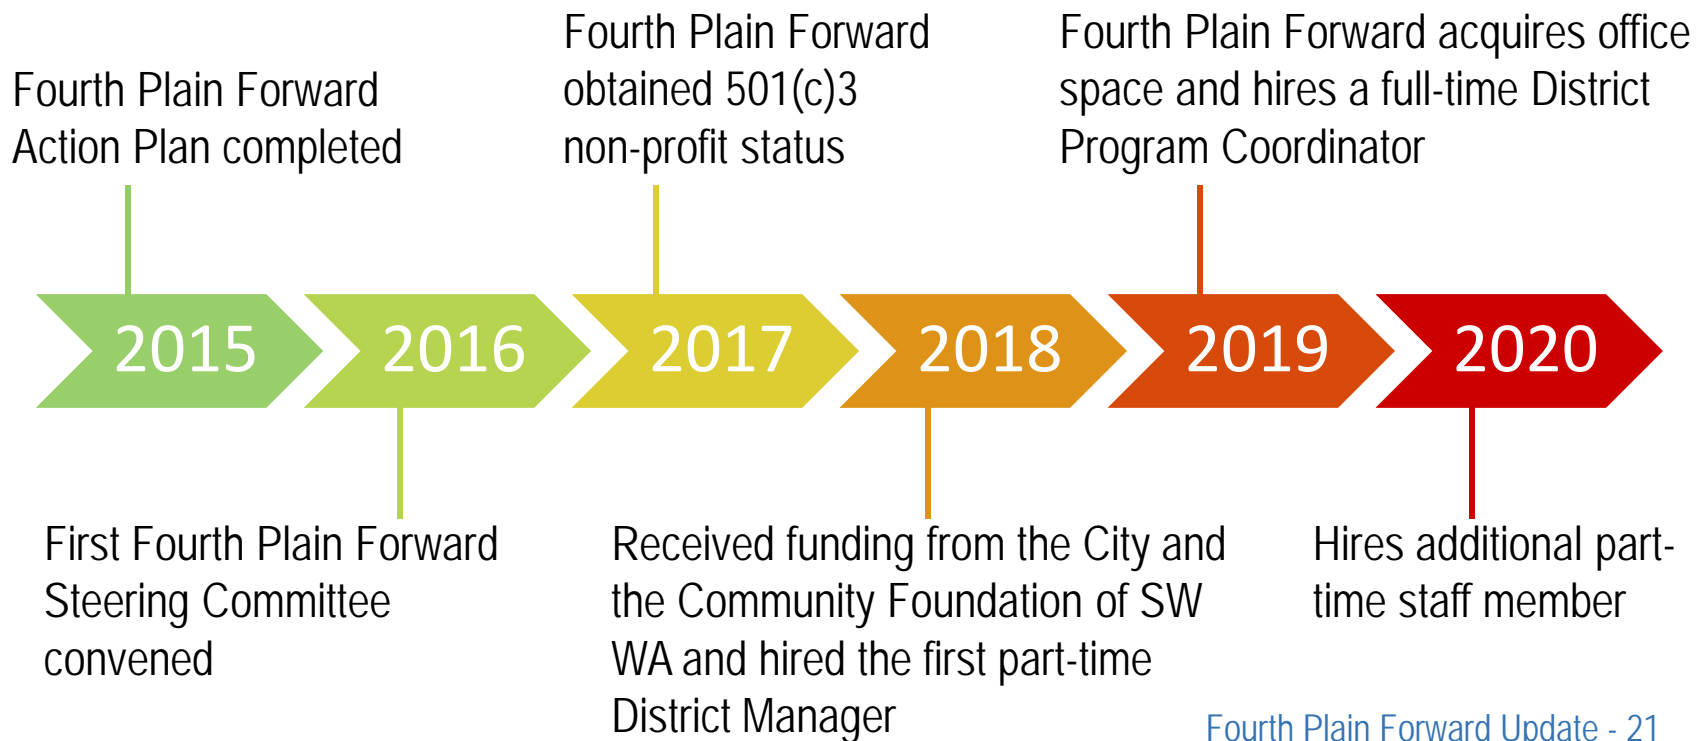 Fourth Plain Forward
Action Plan completed
Fourth Plain Forward
obtained 501(c)3
non-profit status
Fourth Plain Forward acquires office
space and hires a full-time District
Program Coordinator
2015
2016
2017
2018
2019
2020
First Fourth Plain Forward
Steering Committee
convened
Received funding from the City and
the Community Foundation of SW
WA and hired the first part-time
District Manager
Hires additional part-
time staff member
Fourth Plain Forward Update - 21